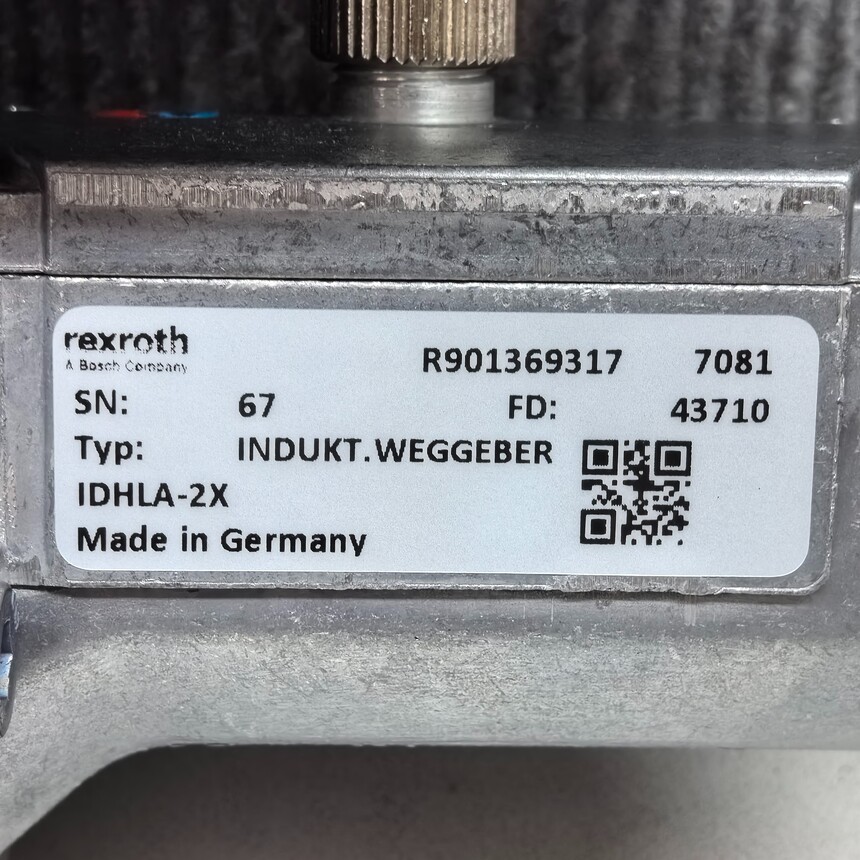 rexroth
A Bosch Company
R901369317 7081
SN: 67 FD: 43710
Typ: INDUKT.WEGGEBER
IDHLA-2X
Made in Germany